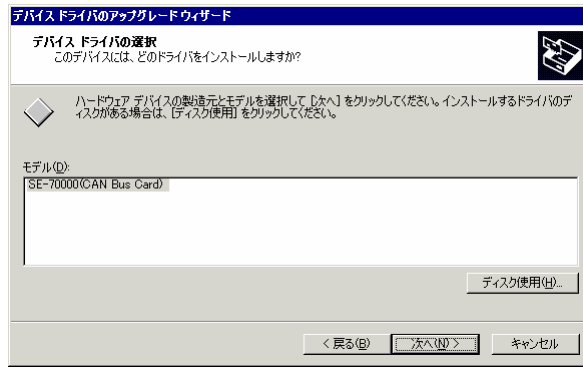 デバイス ドライバのアップグレード ウィザード
デバイス ドライバの選択
このデバイスには、どのドライバをインストールしますか?
ハードウェア デバイスの製造元とモデルを選択して [次へ] をクリックしてください。インストールするドライバのデ
ィスクがある場合は、[ディスク使用] をクリックしてください。
モデル(D):
SE-70000(CAN Bus Card)
ディスク使用(H)...
< 戻る(B)
次へ(N) >
キャンセル